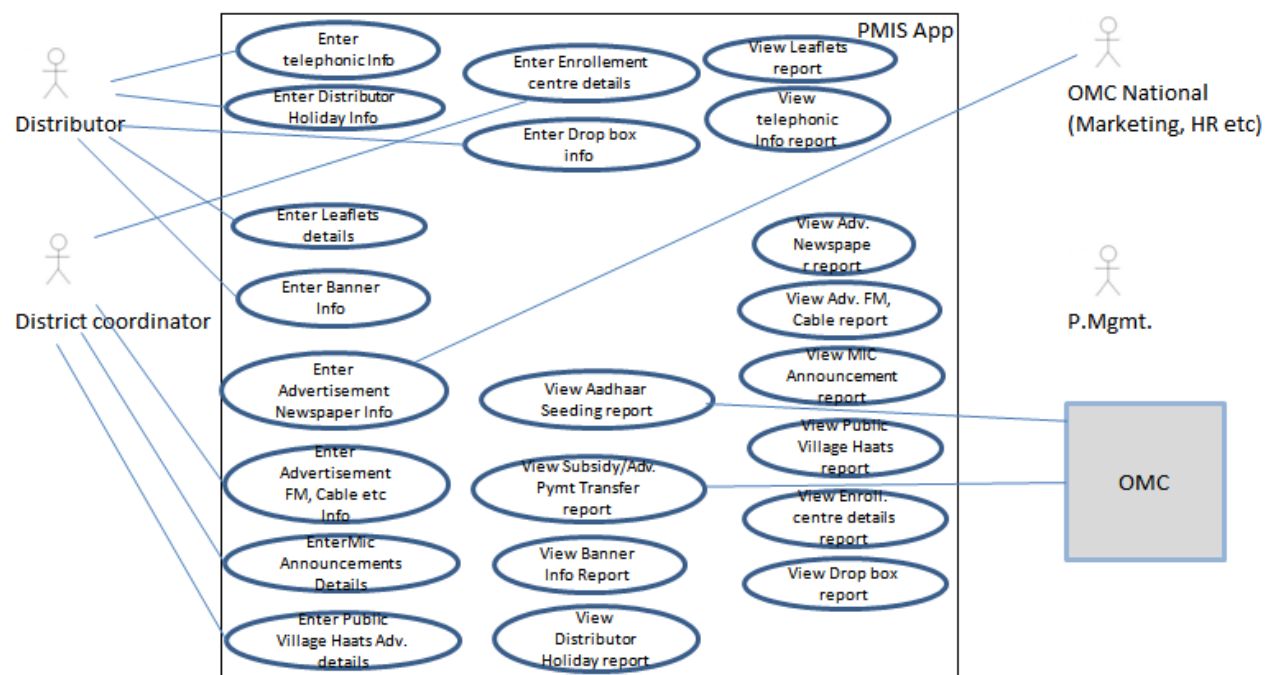 PMIS App
Enter
telephonic Info
Enter Distributor
Holiday Info
Enter Enrollement
centre details
Enter Drop box
info
View Leaflets
report
View
telephonic
Info report
Distributor
OMC National
(Marketing, HR etc)
Enter Leaflets
details
Enter Banner
Info
View Adv.
Newspape
r report
View Adv. FM,
Cable report
District coordinator
P.Mgmt.
Enter
Advertisement
Newspaper Info
View Aadhaar
Seeding report
View MIC
Announcement
report
View Public
Village Haats
report
Enter
Advertisement
FM, Cable etc
Info
View Subsidy/Adv.
Pymt Transfer
report
View Enroll.
centre details
report
OMC
EnterMic
Announcements
Details
View Banner
Info Report
View Drop box
report
Enter Public
Village Haats Adv.
details
View
Distributor
Holiday report